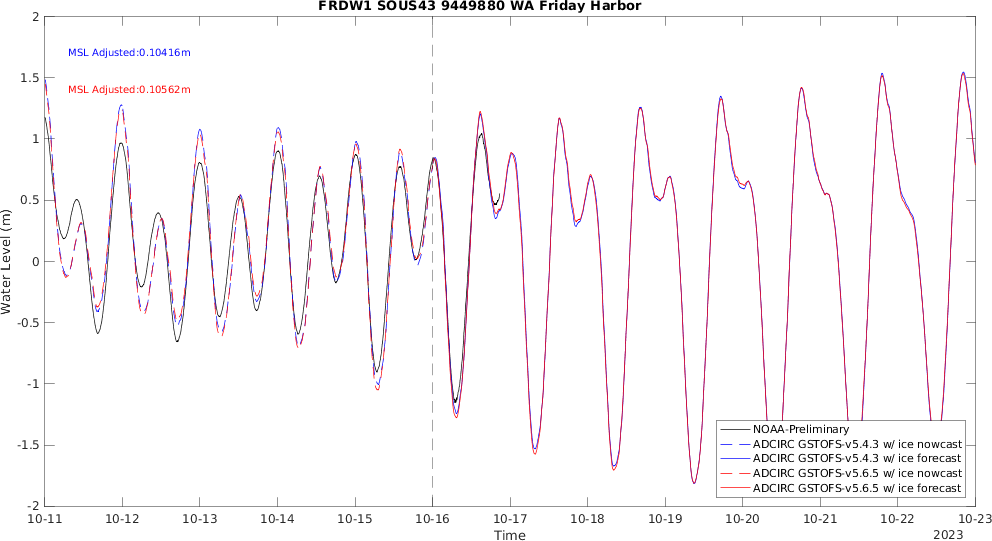 FRDW1 SOUS43 9449880 WA Friday Harbor
2
1.5
1
0.5
0
-0.5
-1
-1.5
-2
Water Level (m)
MSL Adjusted:0.10416m
MSL Adjusted:0.10562m
NOAA-Preliminary
ADCIRC GSTOFS-v5.4.3 w/ ice nowcast
ADCIRC GSTOFS-v5.4.3 w/ ice forecast
ADCIRC GSTOFS-v5.6.5 w/ ice nowcast
ADCIRC GSTOFS-v5.6.5 w/ ice forecast
10-11 10-12 10-13 10-14 10-15 10-16 10-17 10-18 10-19 10-20 10-21 10-22 10-23
Time
2023